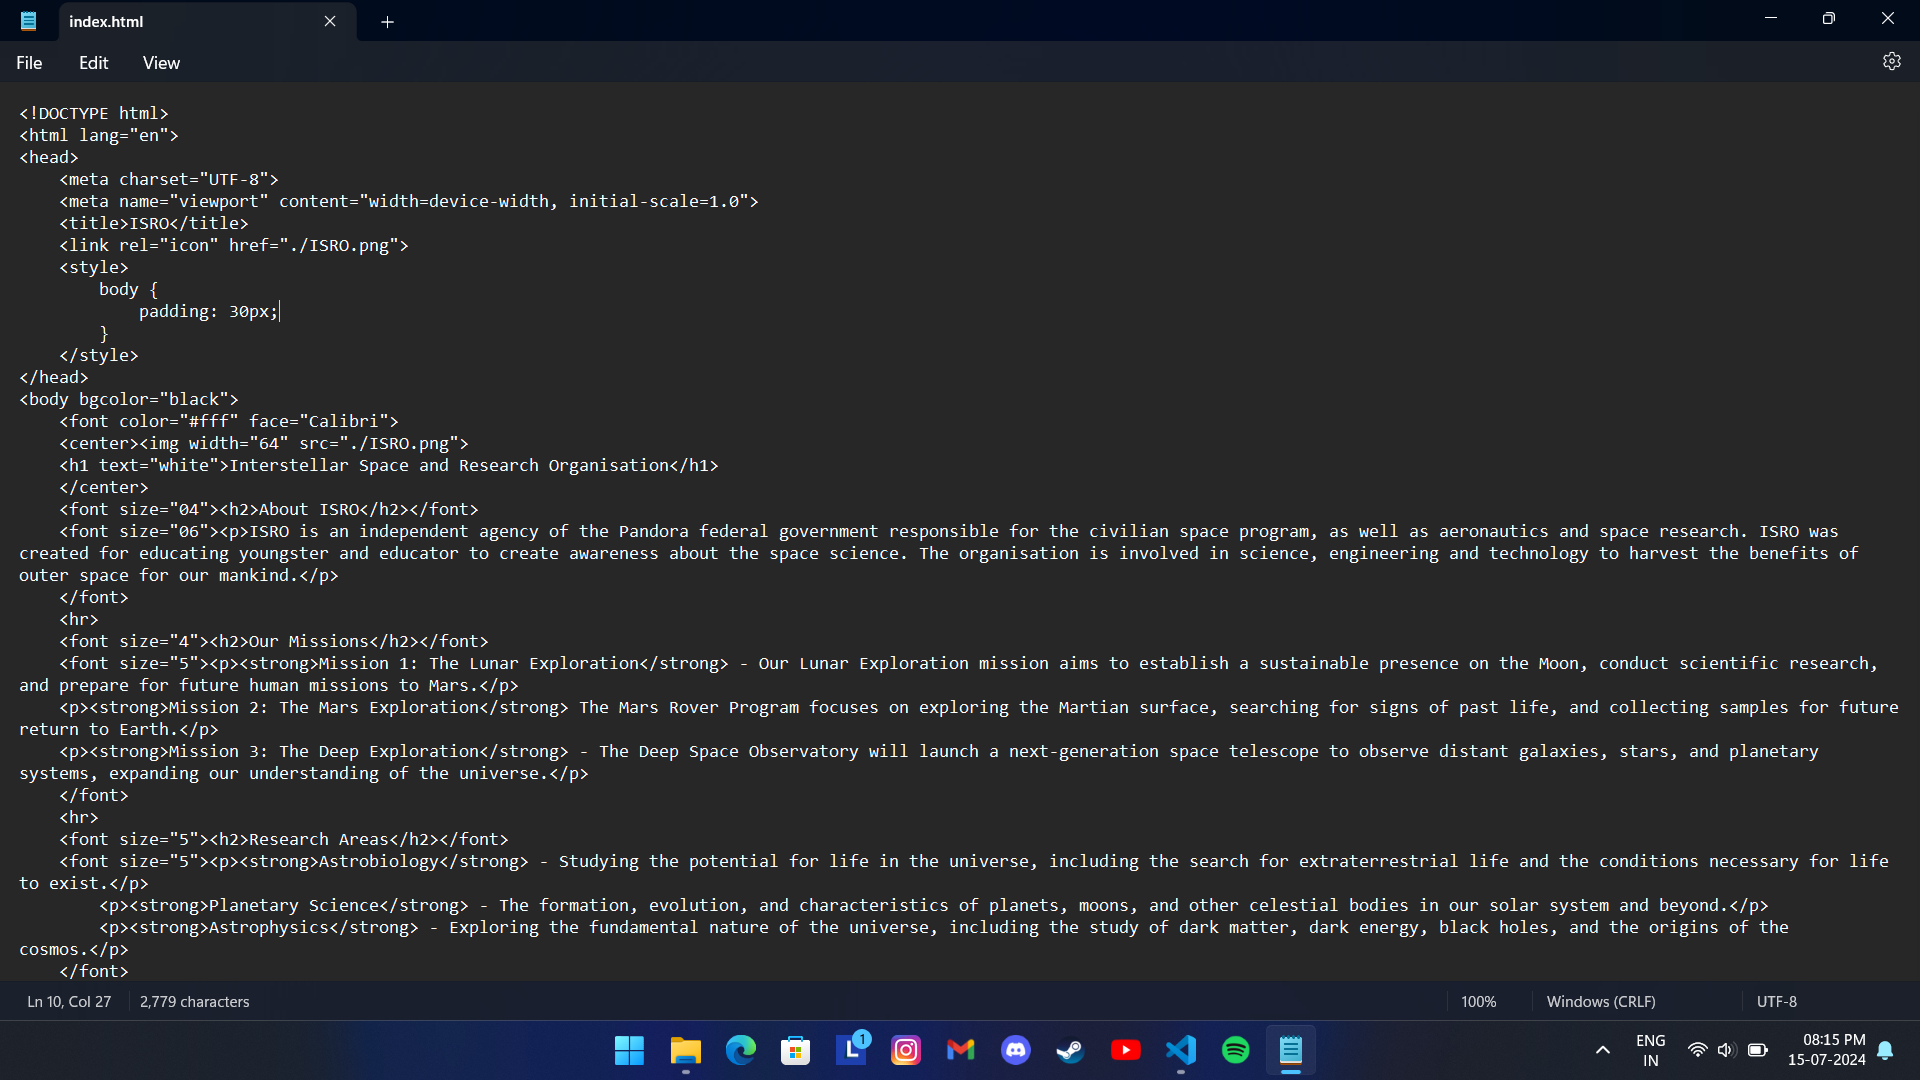 index.html
File Edit View
<!DOCTYPE html>
<html lang="en">
<head>
    <meta charset="UTF-8">
    <meta name="viewport" content="width=device-width, initial-scale=1.0">
    <title>ISRO</title>
    <link rel="icon" href="./ISRO.png">
    <style>
        body {
            padding: 30px;
        }
    </style>
</head>
<body bgcolor="black">
    <font color="#fff" face="Calibri">
    <center><img width="64" src="./ISRO.png">
    <h1 text="white">Interstellar Space and Research Organisation</h1>
    </center>
    <font size="04"><h2>About ISRO</h2></font>
    <font size="06"><p>ISRO is an independent agency of the Pandora federal government responsible for the civilian space program, as well as aeronautics and space research. ISRO was
created for educating youngster and educator to create awareness about the space science. The organisation is involved in science, engineering and technology to harvest the benefits of
outer space for our mankind.</p>
    </font>
    <hr>
    <font size="4"><h2>Our Missions</h2></font>
    <font size="5"><p><strong>Mission 1: The Lunar Exploration</strong> - Our Lunar Exploration mission aims to establish a sustainable presence on the Moon, conduct scientific research,
and prepare for future human missions to Mars.</p>
    <p><strong>Mission 2: The Mars Exploration</strong> The Mars Rover Program focuses on exploring the Martian surface, searching for signs of past life, and collecting samples for future
return to Earth.</p>
    <p><strong>Mission 3: The Deep Exploration</strong> - The Deep Space Observatory will launch a next-generation space telescope to observe distant galaxies, stars, and planetary
systems, expanding our understanding of the universe.</p>
    </font>
    <hr>
    <font size="5"><h2>Research Areas</h2></font>
    <font size="5"><p><strong>Astrobiology</strong> - Studying the potential for life in the universe, including the search for extraterrestrial life and the conditions necessary for life
to exist.</p>
        <p><strong>Planetary Science</strong> - The formation, evolution, and characteristics of planets, moons, and other celestial bodies in our solar system and beyond.</p>
        <p><strong>Astrophysics</strong> - Exploring the fundamental nature of the universe, including the study of dark matter, dark energy, black holes, and the origins of the
cosmos.</p>
    </font>
Ln 10, Col 27 2,779 characters 100% Windows (CRLF) UTF-8
L 1
ENG
IN
08:15 PM
15-07-2024